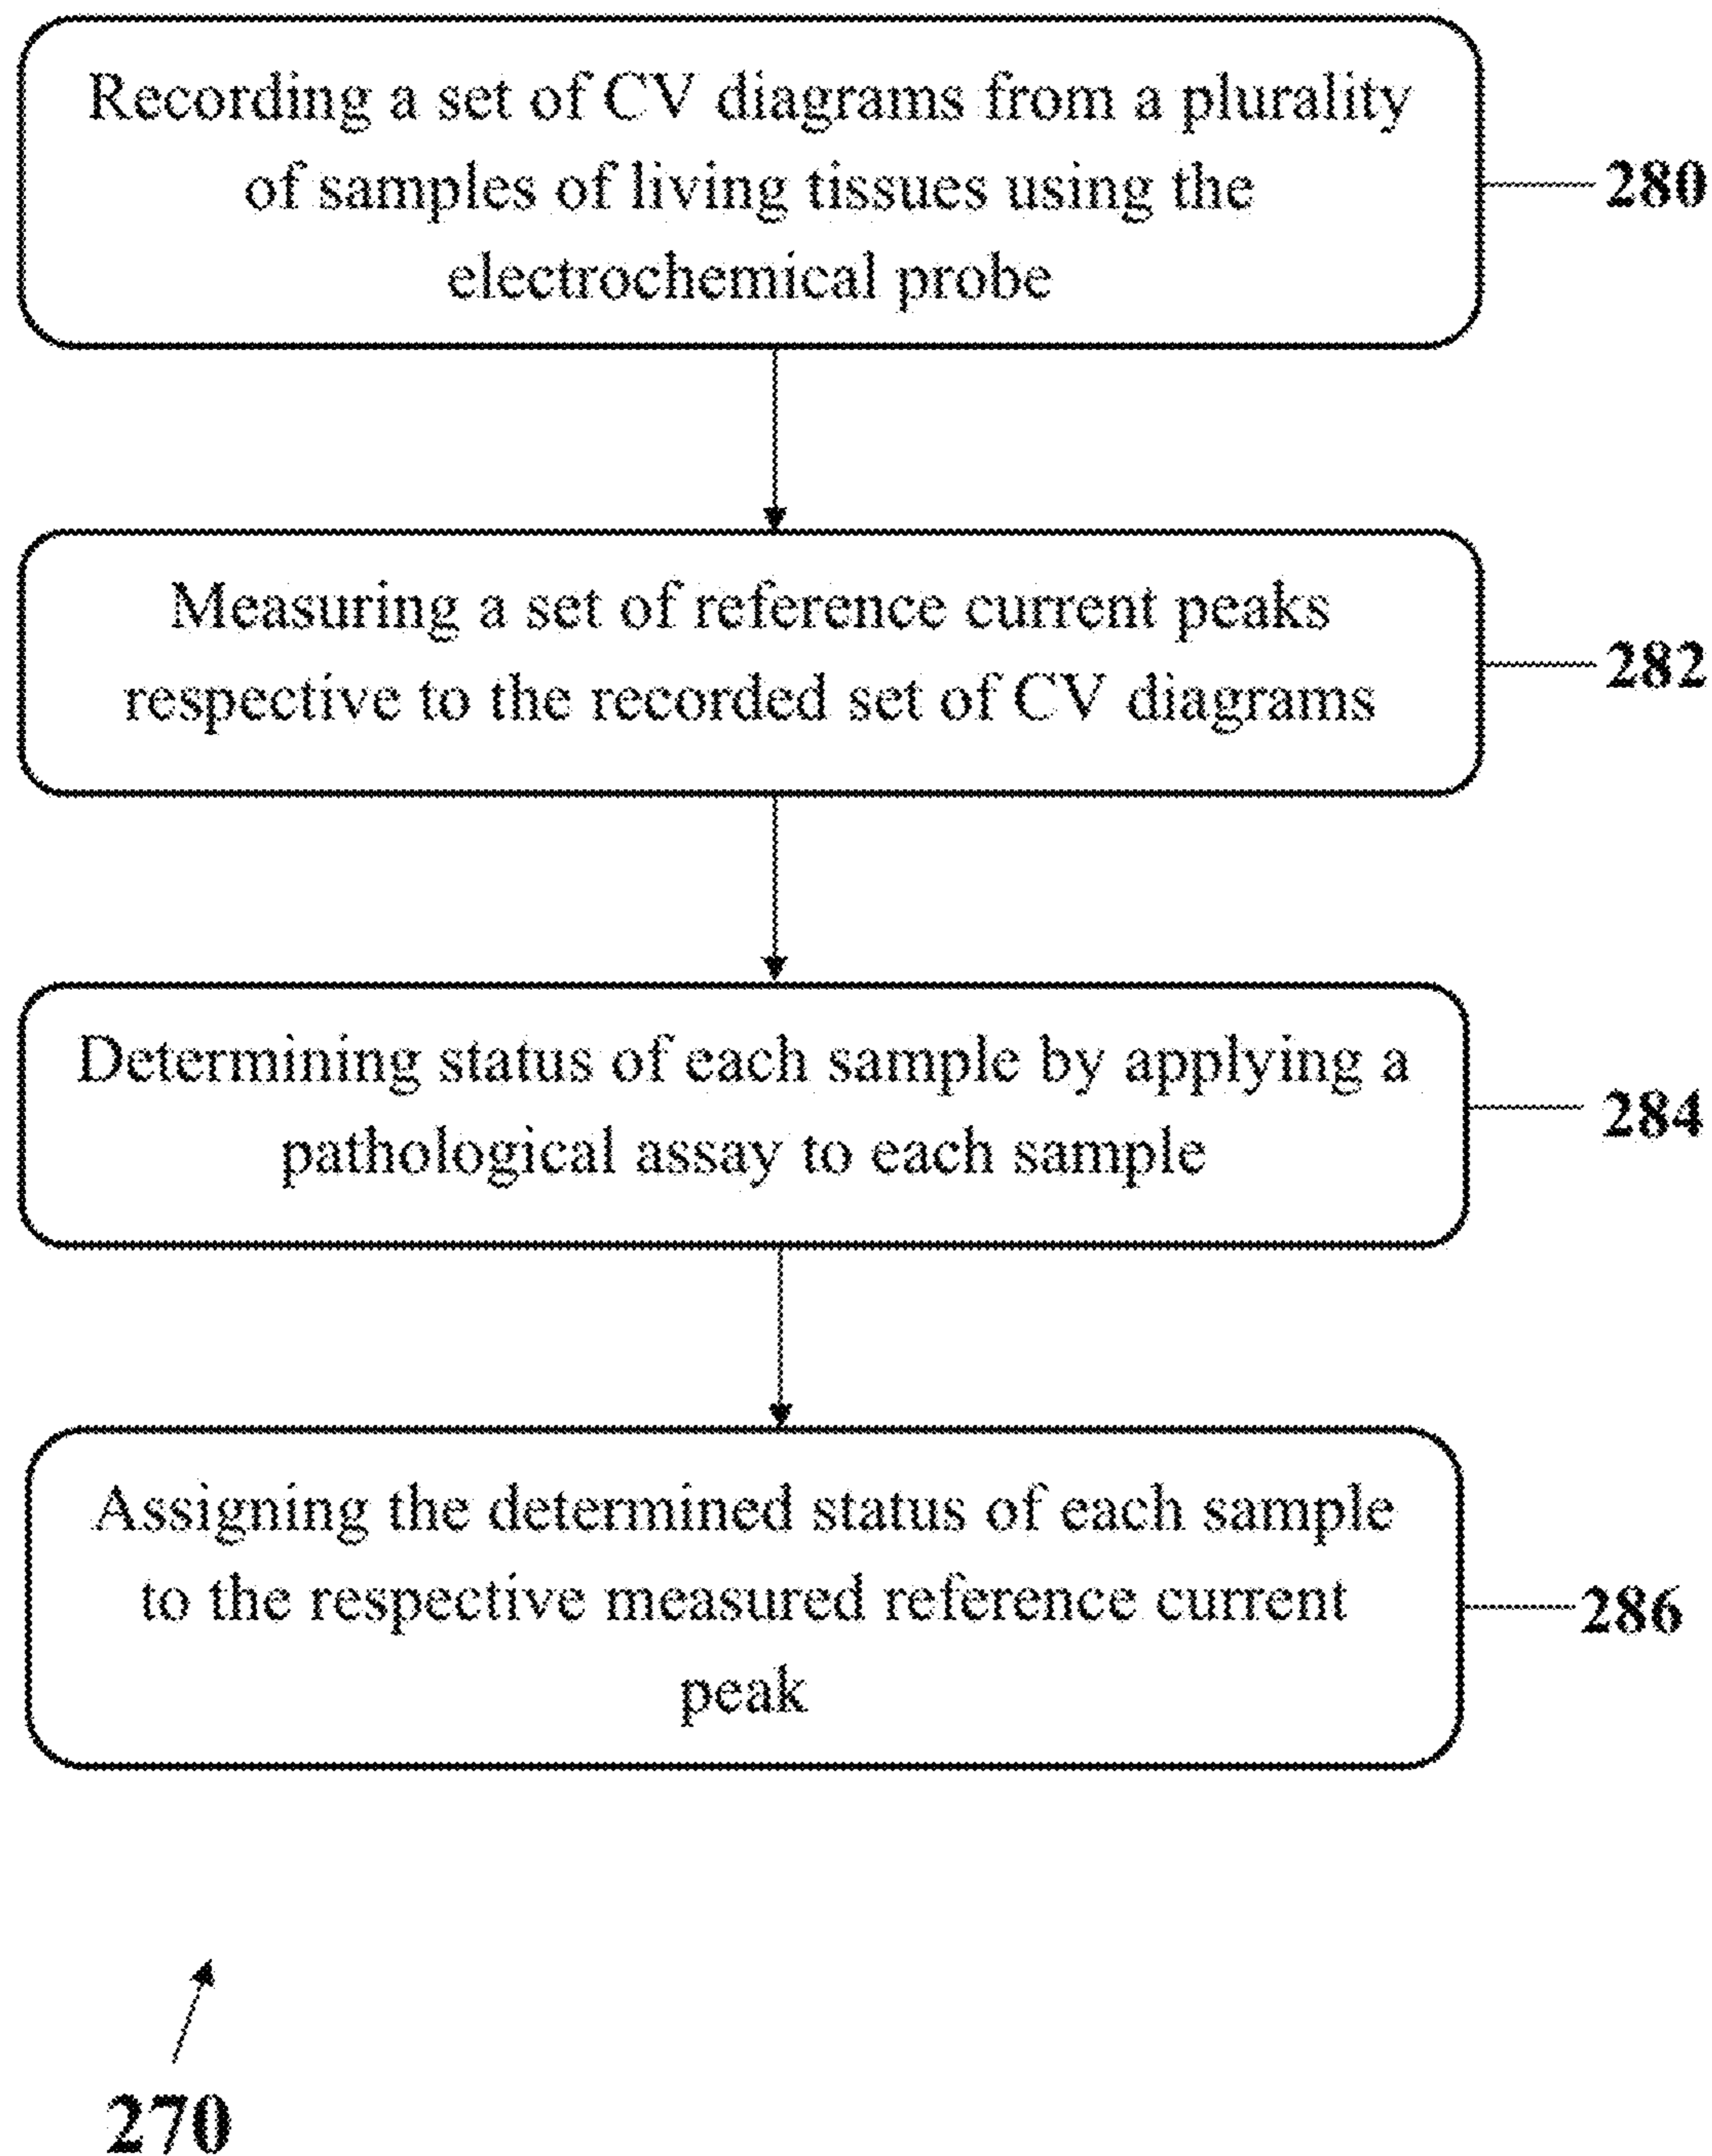 Recording a set of CV diagrams from a plurality
of samples of living tissues using the
electrochemical probe
280
Measuring a set of reference current peaks
respective to the recorded set of CV diagrams
282
Determining status of each sample by applying a
pathological assay to each sample
284
Assigning the determined status of each sample
to the respective measured reference current
peak
286
270